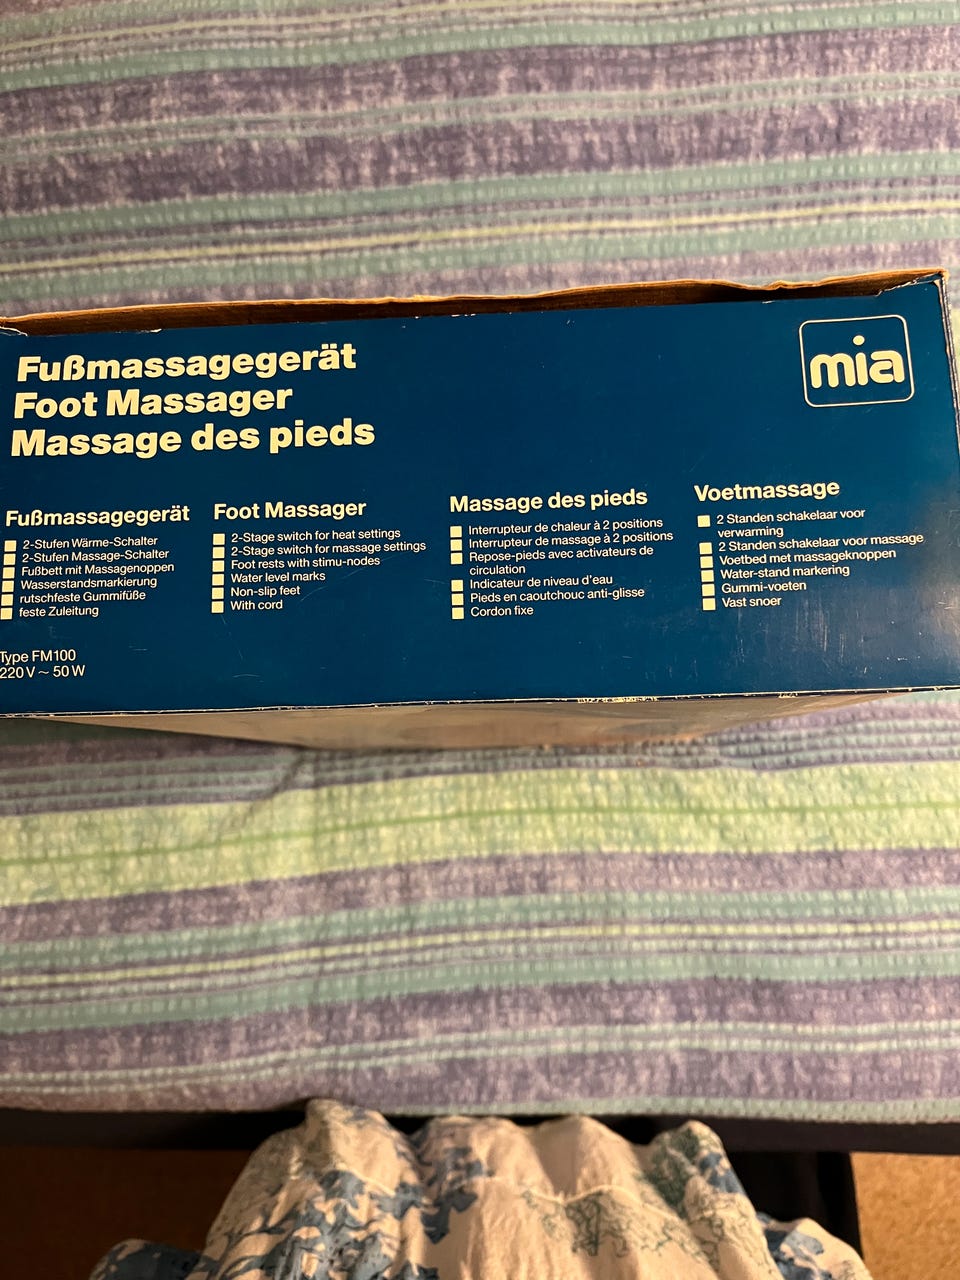 Fußmassagegerät
Foot Massager
Massage des pieds
mia
Fußmassagegerät
2-Stufen Wärme-Schalter
2-Stufen Massage-Schalter
Fußbett mit Massagenoppen
Wasserstandsmarkierung
rutschfeste Gummifüße
feste Zuleitung
Foot Massager
2-Stage switch for heat settings
2-Stage switch for massage settings
Foot rests with stimu-nodes
Water level marks
Non-slip feet
With cord
Massage des pieds
Interrupteur de chaleur à 2 positions
Interrupteur de massage à 2 positions
Repose-pieds avec activateurs de
circulation
Indicateur de niveau d'eau
Pieds en caoutchouc anti-glisse
Cordon fixe
Voetmassage
2 Standen schakelaar voor
verwarming
2 Standen schakelaar voor massage
Voetbed met massageknoppen
Water-stand markering
Gummi-voeten
Vast snoer
Type FM100
220 V ~ 50 W